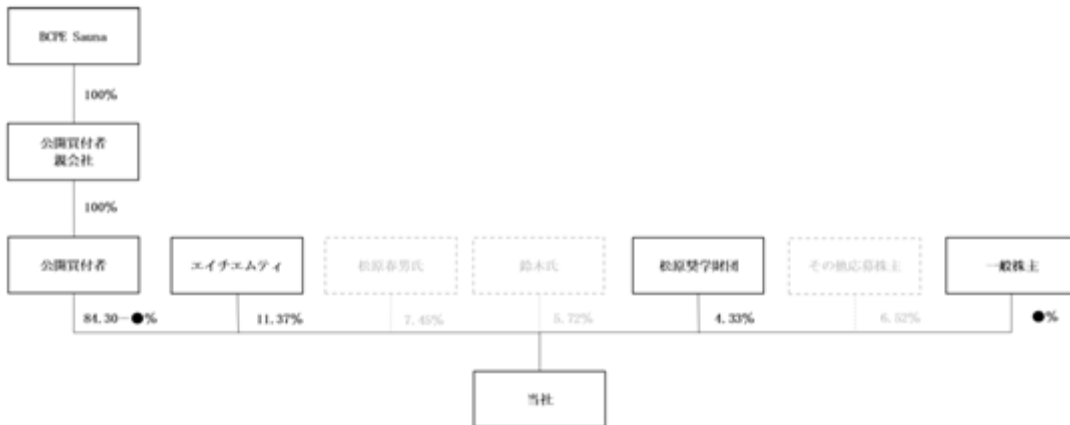 BCPE Sauna
100%
公開買付者
親会社
100%
公開買付者
エイチエムティ
松原春男氏
鈴木氏
松原奨学財団
その他応募株主
一般株主
84.30-●%
11.37%
7.45%
5.72%
4.33%
6.52%
●%
当社